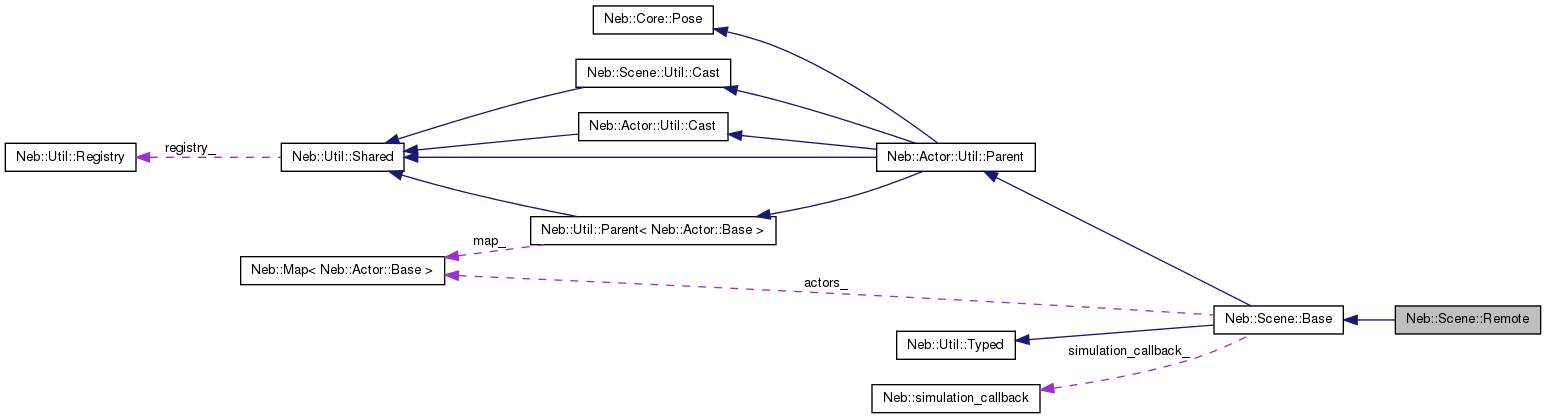 Neb::Core::Pose
Neb::Scene::Util::Cast
Neb::Actor::Util::Cast
registry_
Neb::Util::Registry
Neb::Util::Shared
Neb::Actor::Util::Parent
Neb::Util::Parent< Neb::Actor::Base >
map_
Neb::Map< Neb::Actor::Base >
actors_
Neb::Scene::Base
Neb::Scene::Remote
Neb::Util::Typed
simulation_callback_
Neb::simulation_callback